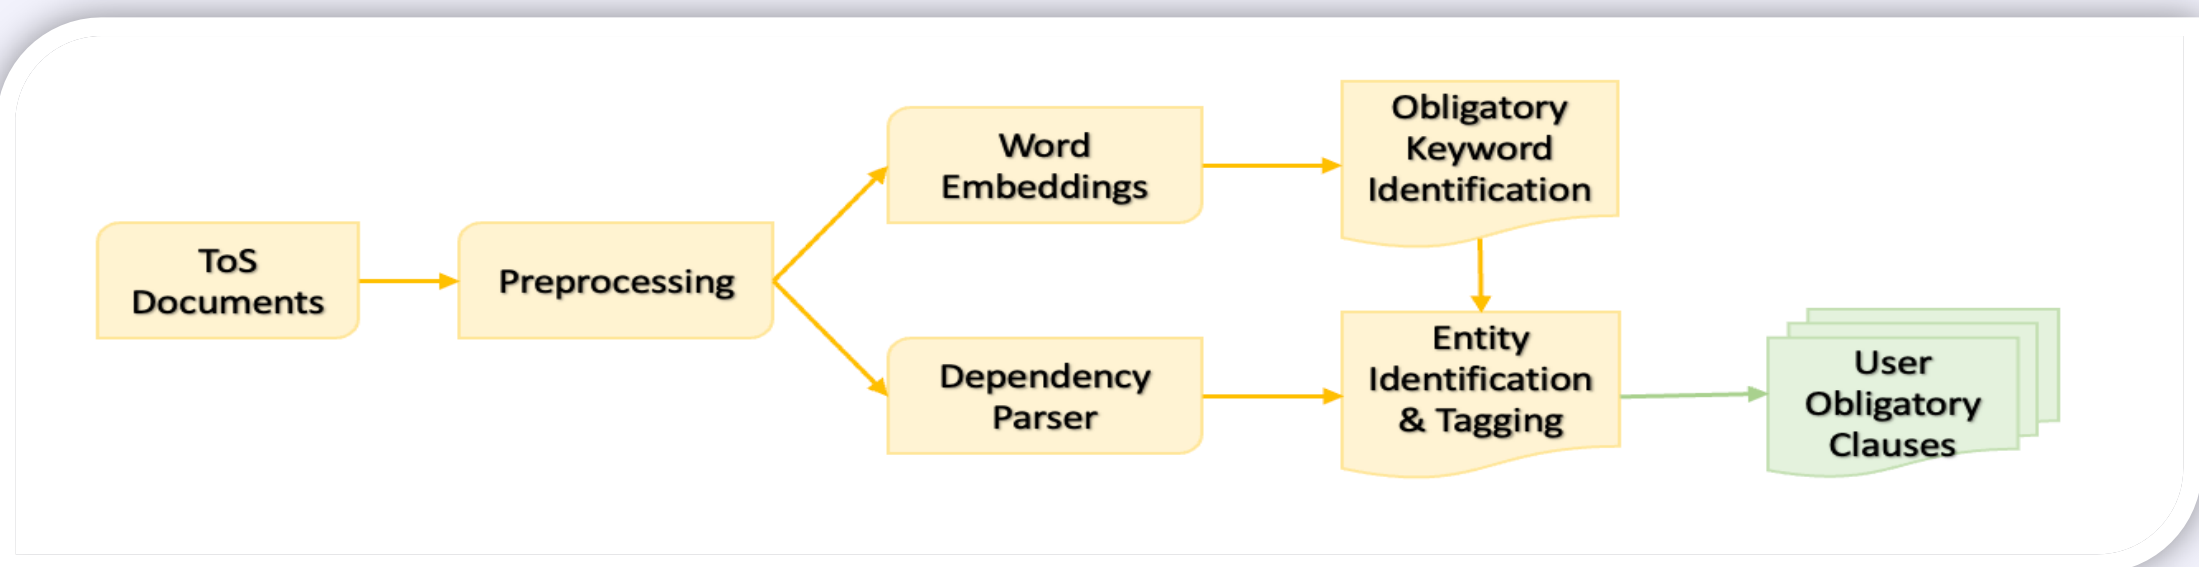 ToS
Documents
Preprocessing
Word
Embeddings
Dependency
Parser
Obligatory
Keyword
Identification
Entity
Identification
& Tagging
User
Obligatory
Clauses